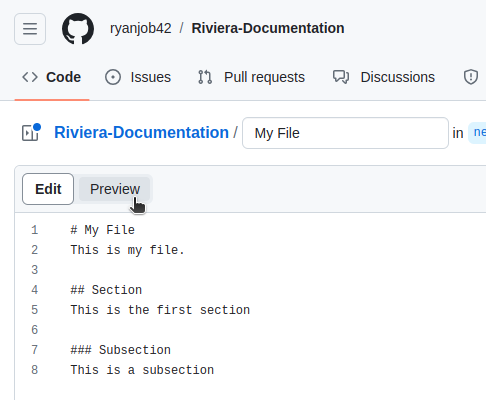 ryanjob42 / Riviera-Documentation
Code Issues Pull requests Discussions
Riviera-Documentation / My File in ne
Edit Preview
1 # My File
2 This is my file.
3
4 ## Section
5 This is the first section
6
7 ### Subsection
8 This is a subsection